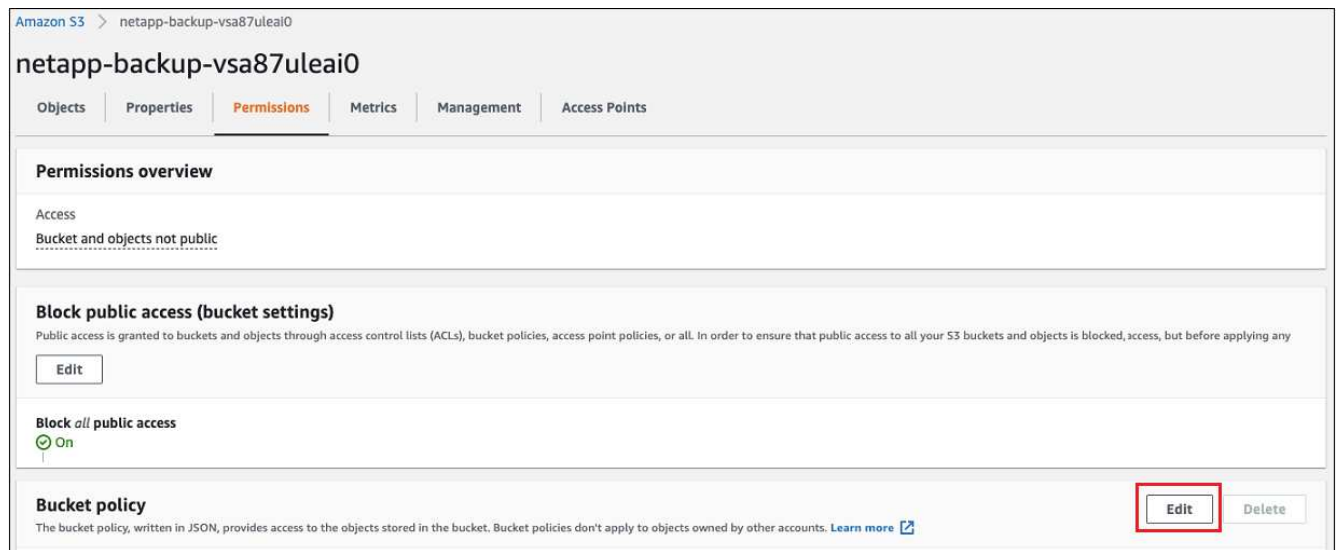 Amazon S3 > netapp-backup-vsa87uleai0
netapp-backup-vsa87uleai0
Objects Properties Permissions Metrics Management Access Points
Permissions overview
Access
Bucket and objects not public
Block public access (bucket settings)
Public access is granted to buckets and objects through access control lists (ACLs), bucket policies, access point policies, or all. In order to ensure that public access to all your S3 buckets and objects is blocked, access, but before applying any
Edit
Block all public access
On
Bucket policy
Edit Delete
The bucket policy, written in JSON, provides access to the objects stored in the bucket. Bucket policies don't apply to objects owned by other accounts. Learn more